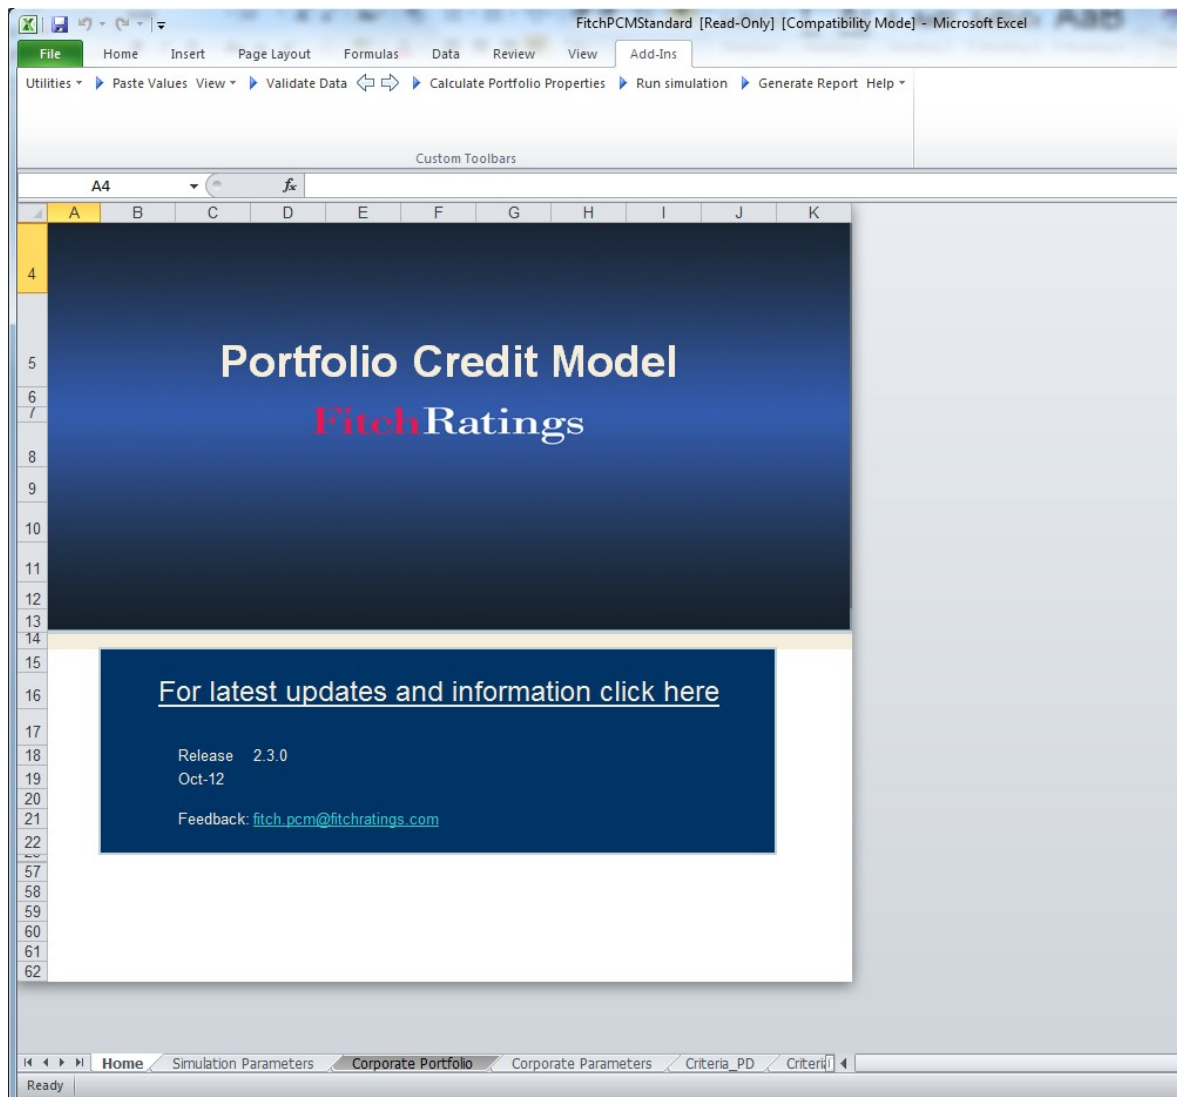 FitchPCMStandard [Read-Only] [Compatibility Mode] - Microsoft Excel
File Home Insert Page Layout Formulas Data Review View Add-Ins
Utilities Paste Values View Validate Data Calculate Portfolio Properties Run simulation Generate Report Help
Custom Toolbars
A4 fx
A B C D E F G H I J K
4
5 Portfolio Credit Model
6
7 FitchRatings
8
9
10
11
12
13
14
15
16 For latest updates and information click here
17
18 Release 2.3.0
19 Oct-12
20
21 Feedback: fitch.pcm@fitchratings.com
22
57
58
59
60
61
62
Home Simulation Parameters Corporate Portfolio Corporate Parameters Criteria_PD
Ready